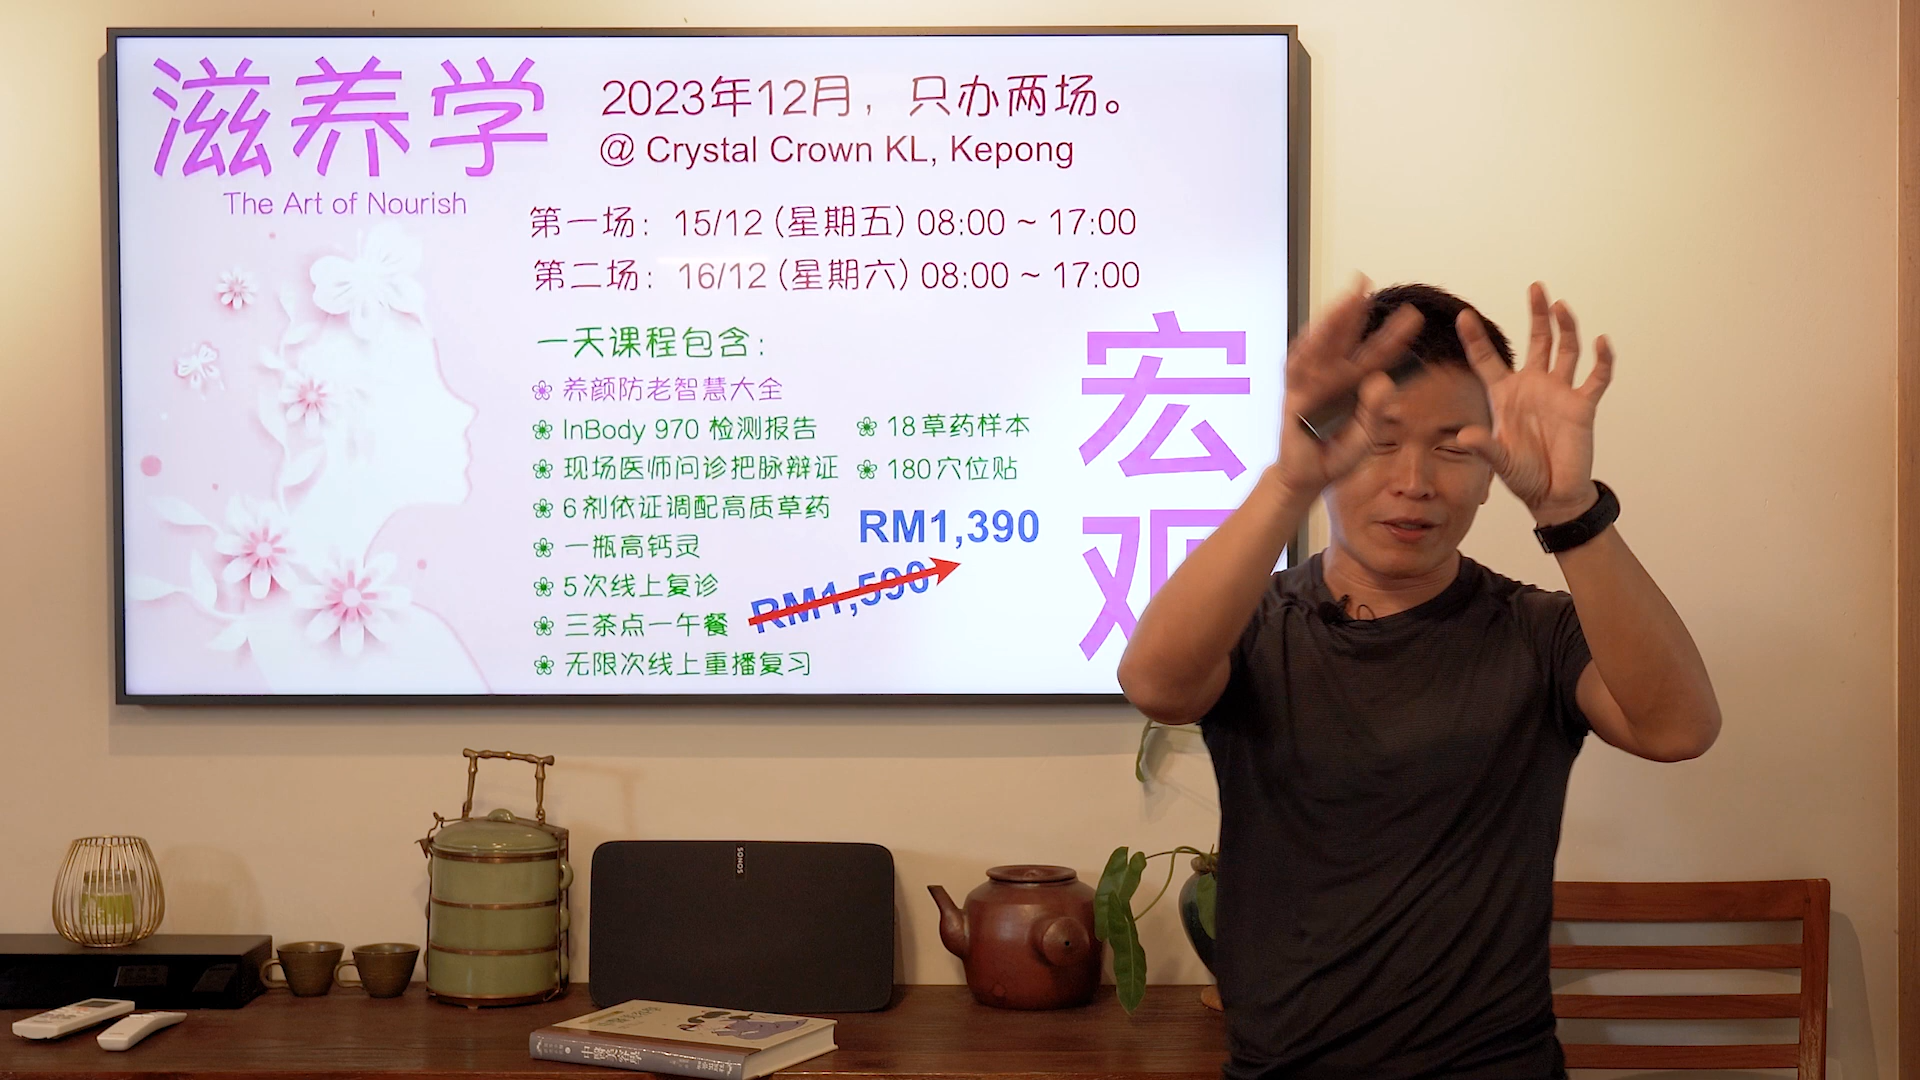 滋养学
The Art of Nourish
2023年12月，只办两场。
@ Crystal Crown KL, Kepong
第一场：15/12 (星期五) 08:00 ~ 17:00
第二场：16/12 (星期六) 08:00 ~ 17:00
一天课程包含：
养颜防老智慧大全
InBody 970 检测报告
现场医师问诊把脉辩证
6剂依证调配高质草药
一瓶高钙灵
5次线上复诊
三茶点一午餐
无限次线上重播复习
18草药样本
180穴位贴
RM1,390
RM1,590
宏
观
SONOS